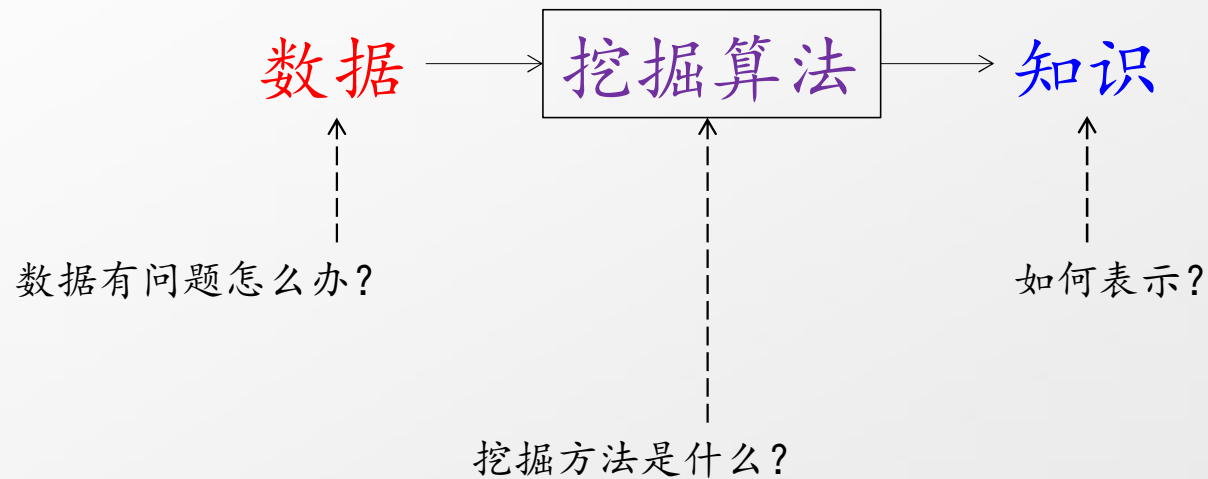 数据
挖掘算法
知识
数据有问题怎么办?
如何表示?
挖掘方法是什么?